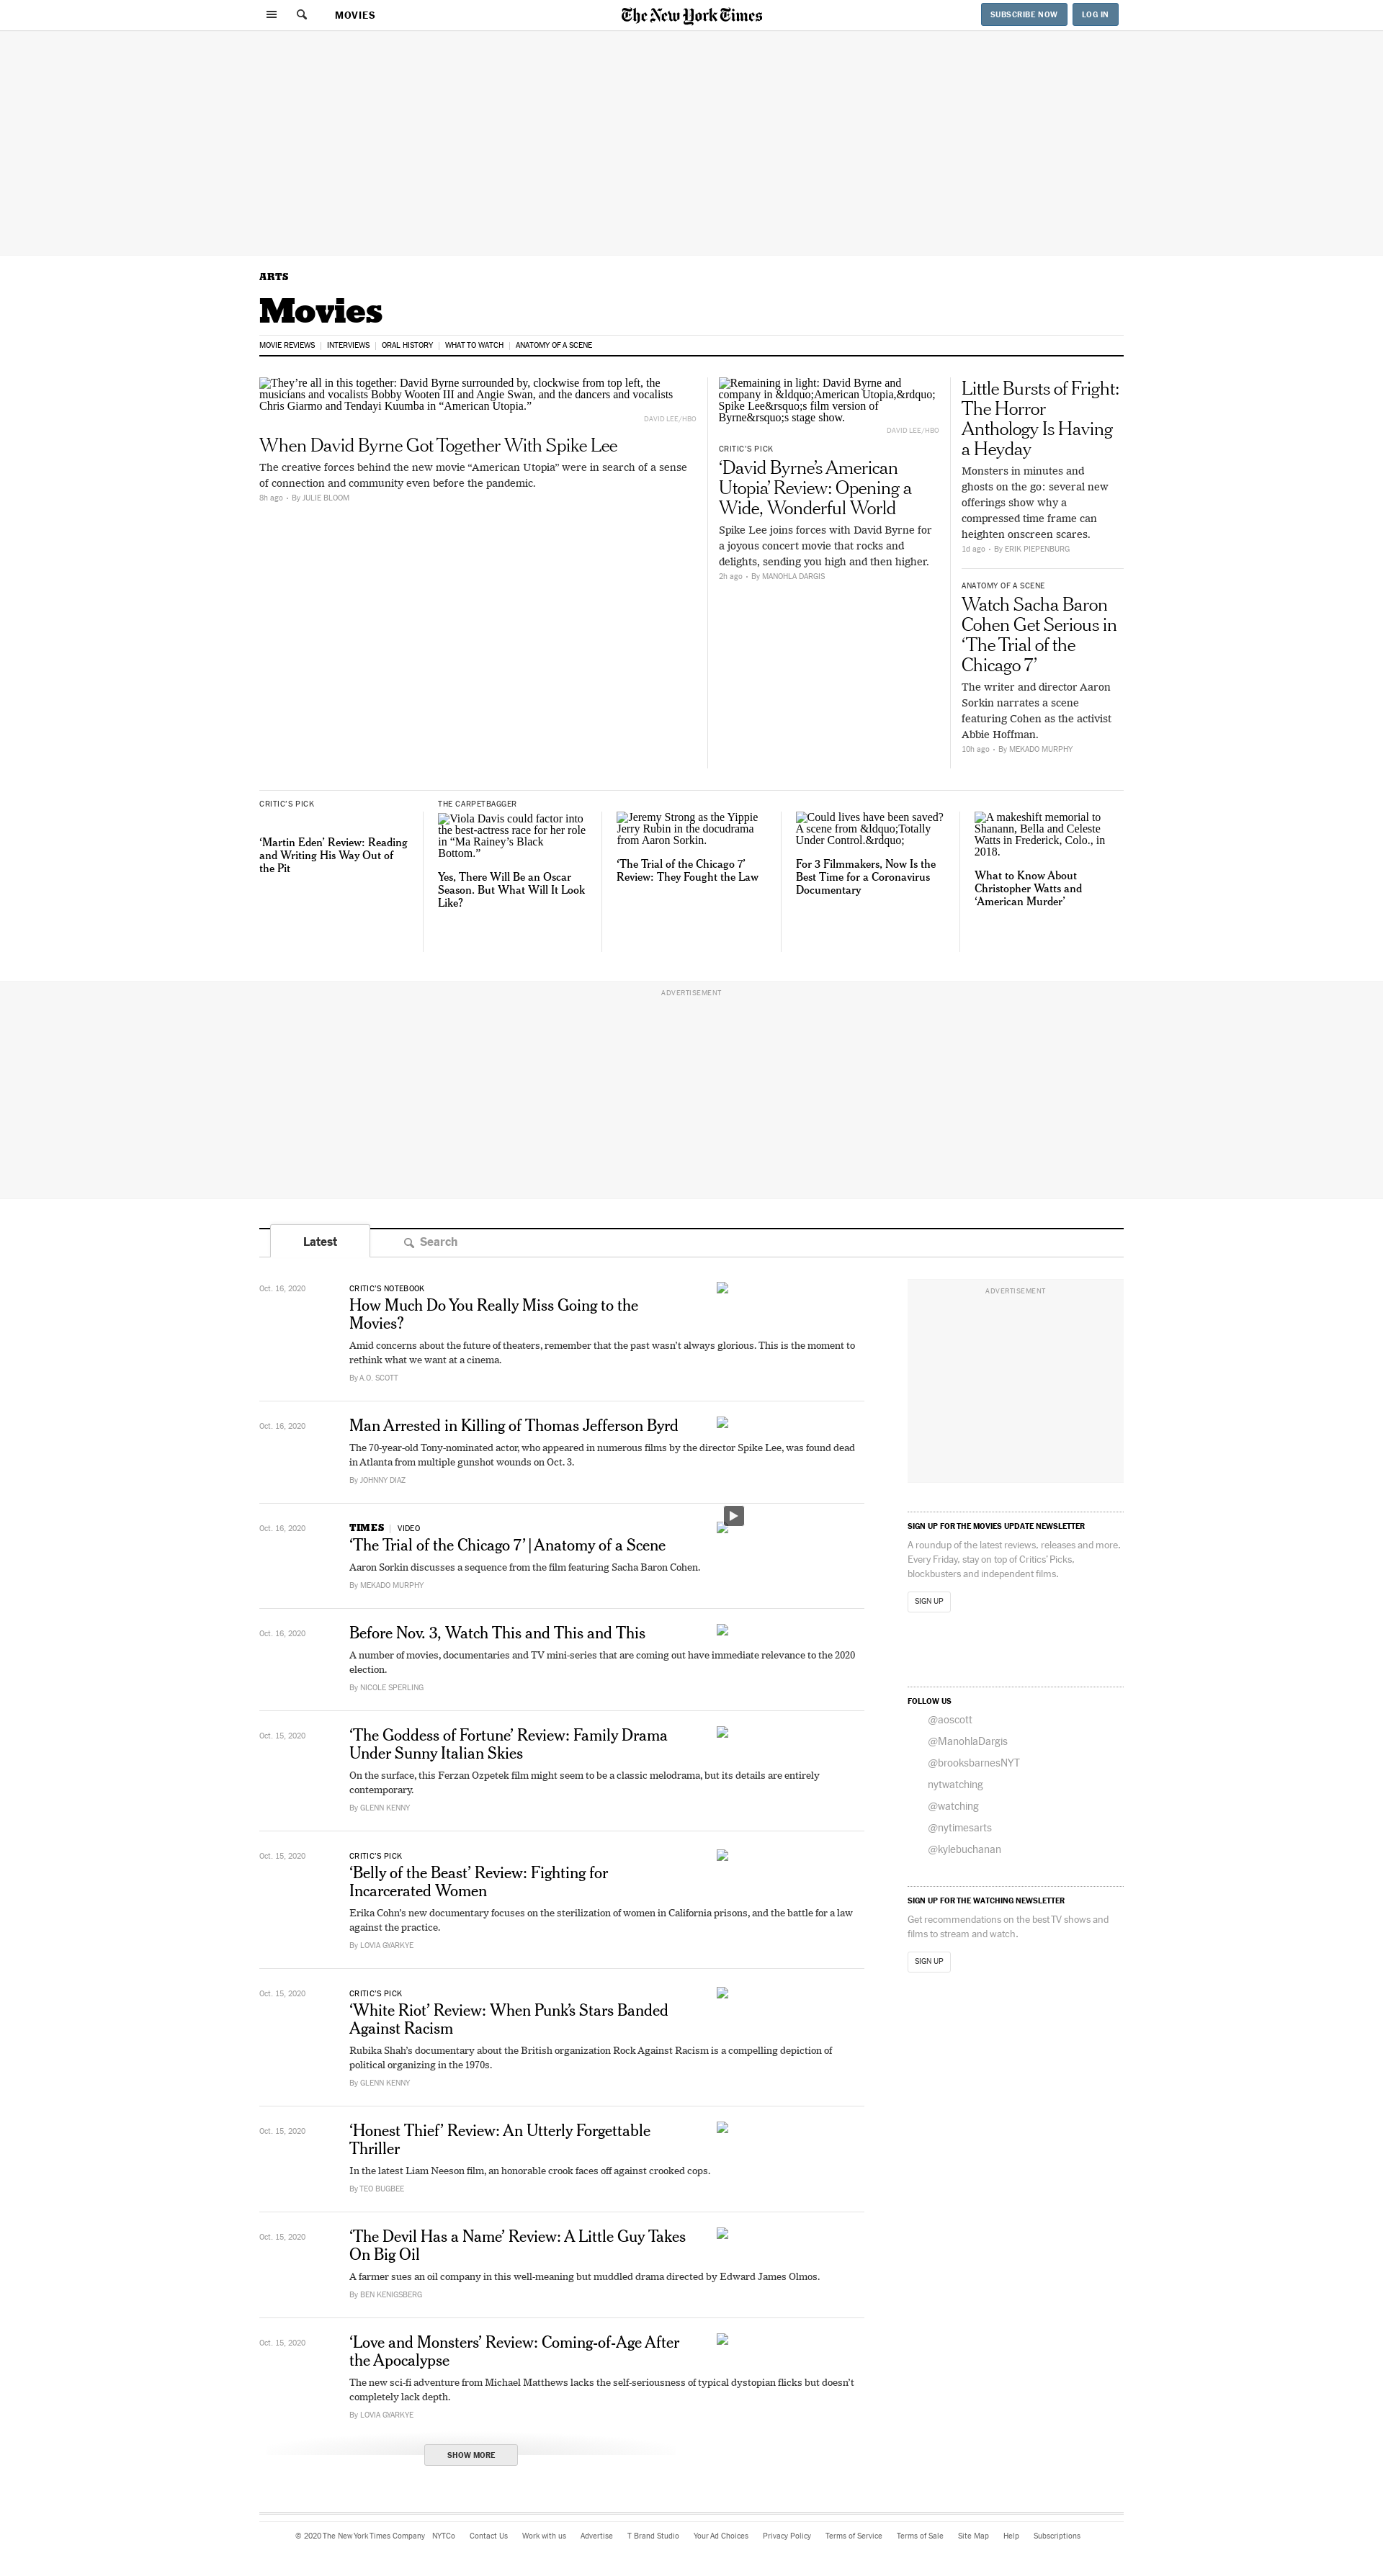 MOVIES
The New York Times
SUBSCRIBE NOW
LOG IN
ARTS
Movies
MOVIE REVIEWS | INTERVIEWS | ORAL HISTORY | WHAT TO WATCH | ANATOMY OF A SCENE
They’re all in this together: David Byrne surrounded by, clockwise from top left, the
musicians and vocalists Bobby Wooten III and Angie Swan, and the dancers and vocalists
Chris Giarmo and Tendayi Kuumba in “American Utopia.”
DAVID LEE/HBO
When David Byrne Got Together With Spike Lee
The creative forces behind the new movie “American Utopia” were in search of a sense
of connection and community even before the pandemic.
8h ago • By JULIE BLOOM
Remaining in light: David Byrne and
company in &ldquo;American Utopia,&rdquo;
Spike Lee&rsquo;s film version of
Byrne&rsquo;s stage show.
DAVID LEE/HBO
CRITIC’S PICK
‘David Byrne’s American
Utopia’ Review: Opening a
Wide, Wonderful World
Spike Lee joins forces with David Byrne for
a joyous concert movie that rocks and
delights, sending you high and then higher.
2h ago • By MANOHLA DARGIS
Little Bursts of Fright:
The Horror
Anthology Is Having
a Heyday
Monsters in minutes and
ghosts on the go: several new
offerings show why a
compressed time frame can
heighten onscreen scares.
1d ago • By ERIK PIEPENBURG
ANATOMY OF A SCENE
Watch Sacha Baron
Cohen Get Serious in
‘The Trial of the
Chicago 7’
The writer and director Aaron
Sorkin narrates a scene
featuring Cohen as the activist
Abbie Hoffman.
10h ago • By MEKADO MURPHY
CRITIC’S PICK
‘Martin Eden’ Review: Reading
and Writing His Way Out of
the Pit
THE CARPETBAGGER
Viola Davis could factor into
the best-actress race for her role
in “Ma Rainey’s Black
Bottom.”
Yes, There Will Be an Oscar
Season. But What Will It Look
Like?
Jeremy Strong as the Yippie
Jerry Rubin in the docudrama
from Aaron Sorkin.
‘The Trial of the Chicago 7’
Review: They Fought the Law
Could lives have been saved?
A scene from &ldquo;Totally
Under Control.&rdquo;
For 3 Filmmakers, Now Is the
Best Time for a Coronavirus
Documentary
A makeshift memorial to
Shanann, Bella and Celeste
Watts in Frederick, Colo., in
2018.
What to Know About
Christopher Watts and
‘American Murder’
ADVERTISEMENT
Latest
Search
Oct. 16, 2020
CRITIC’S NOTEBOOK
How Much Do You Really Miss Going to the
Movies?
Amid concerns about the future of theaters, remember that the past wasn’t always glorious. This is the moment to
rethink what we want at a cinema.
By A.O. SCOTT
Oct. 16, 2020
Man Arrested in Killing of Thomas Jefferson Byrd
The 70-year-old Tony-nominated actor, who appeared in numerous films by the director Spike Lee, was found dead
in Atlanta from multiple gunshot wounds on Oct. 3.
By JOHNNY DIAZ
Oct. 16, 2020
TIMES | VIDEO
‘The Trial of the Chicago 7’ | Anatomy of a Scene
Aaron Sorkin discusses a sequence from the film featuring Sacha Baron Cohen.
By MEKADO MURPHY
Oct. 16, 2020
Before Nov. 3, Watch This and This and This
A number of movies, documentaries and TV mini-series that are coming out have immediate relevance to the 2020
election.
By NICOLE SPERLING
Oct. 15, 2020
‘The Goddess of Fortune’ Review: Family Drama
Under Sunny Italian Skies
On the surface, this Ferzan Ozpetek film might seem to be a classic melodrama, but its details are entirely
contemporary.
By GLENN KENNY
Oct. 15, 2020
CRITIC’S PICK
‘Belly of the Beast’ Review: Fighting for
Incarcerated Women
Erika Cohn’s new documentary focuses on the sterilization of women in California prisons, and the battle for a law
against the practice.
By LOVIA GYARKYE
Oct. 15, 2020
CRITIC’S PICK
‘White Riot’ Review: When Punk’s Stars Banded
Against Racism
Rubika Shah’s documentary about the British organization Rock Against Racism is a compelling depiction of
political organizing in the 1970s.
By GLENN KENNY
Oct. 15, 2020
‘Honest Thief’ Review: An Utterly Forgettable
Thriller
In the latest Liam Neeson film, an honorable crook faces off against crooked cops.
By TEO BUGBEE
Oct. 15, 2020
‘The Devil Has a Name’ Review: A Little Guy Takes
On Big Oil
A farmer sues an oil company in this well-meaning but muddled drama directed by Edward James Olmos.
By BEN KENIGSBERG
Oct. 15, 2020
‘Love and Monsters’ Review: Coming-of-Age After
the Apocalypse
The new sci-fi adventure from Michael Matthews lacks the self-seriousness of typical dystopian flicks but doesn’t
completely lack depth.
By LOVIA GYARKYE
SHOW MORE
ADVERTISEMENT
SIGN UP FOR THE MOVIES UPDATE NEWSLETTER
A roundup of the latest reviews, releases and more.
Every Friday, stay on top of Critics’ Picks,
blockbusters and independent films.
SIGN UP
FOLLOW US
@aoscott
@ManohlaDargis
@brooksbarnesNYT
nytwatching
@watching
@nytimesarts
@kylebuchanan
SIGN UP FOR THE WATCHING NEWSLETTER
Get recommendations on the best TV shows and
films to stream and watch.
SIGN UP
© 2020 The New York Times Company NYTCo Contact Us Work with us Advertise T Brand Studio Your Ad Choices Privacy Policy Terms of Service Terms of Sale Site Map Help Subscriptions